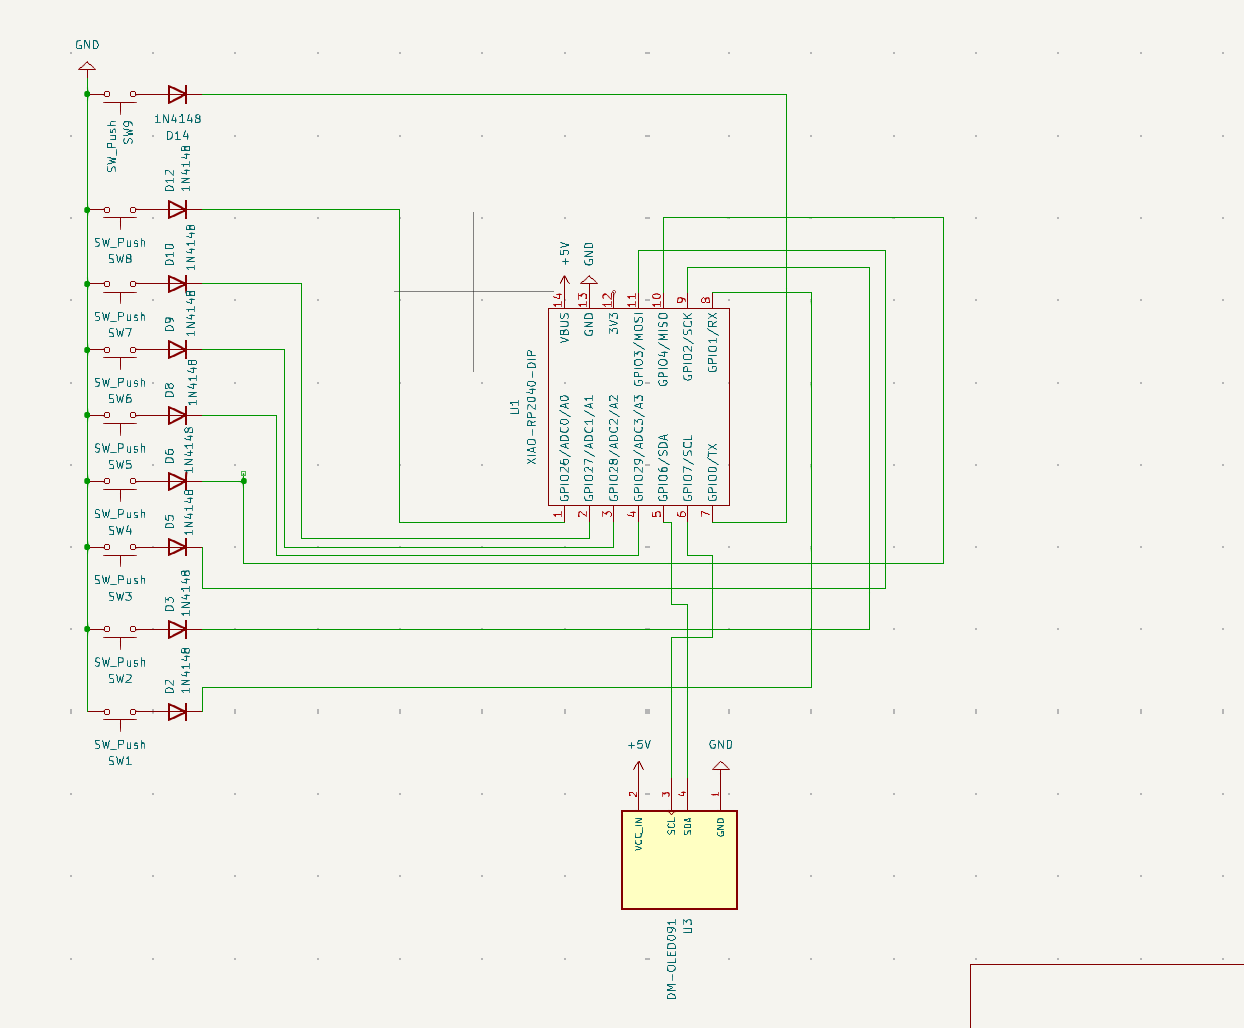 GND
1N4148
D14
SW_Push
SW9
D12
1N4148
SW_Push
SW8
D10
1N4148
SW_Push
SW7
D9
1N4148
SW_Push
SW6
D8
1N4148
SW_Push
SW5
D6
1N4148
SW_Push
SW4
D5
1N4148
SW_Push
SW3
D3
1N4148
SW_Push
SW2
D2
1N4148
SW_Push
SW1
+5V
GND
14
13
12
11
10
9
8
VBUS
GND
3V3
GPIO3/MOSI
GPIO4/MISO
GPIO2/SCK
GPIO1/RX
U1
XIAO-RP2040-DIP
GPIO26/ADC0/A0
GPIO27/ADC1/A1
GPIO28/ADC2/A2
GPIO29/ADC3/A3
GPIO6/SDA
GPIO7/SCL
GPIO0/TX
1
2
3
4
5
6
7
+5V
GND
2
3
4
1
VCC_IN
SCL
SDA
GND
DM-OLED091
U3